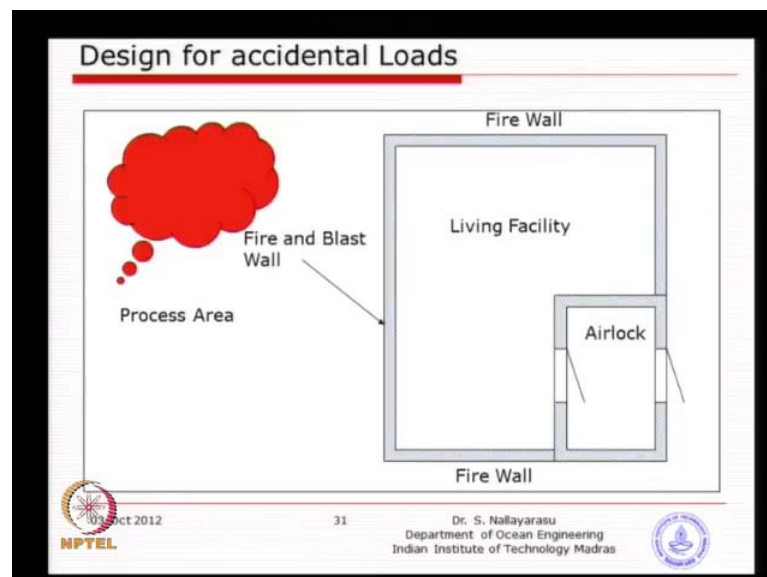 Design for accidental Loads
Fire Wall
Living Facility
Fire and Blast
Wall
Process Area
Airlock
Fire Wall
03 Oct 2012
31
Dr. S. Nallayarasu
Department of Ocean Engineering
Indian Institute of Technology Madras
NPTEL